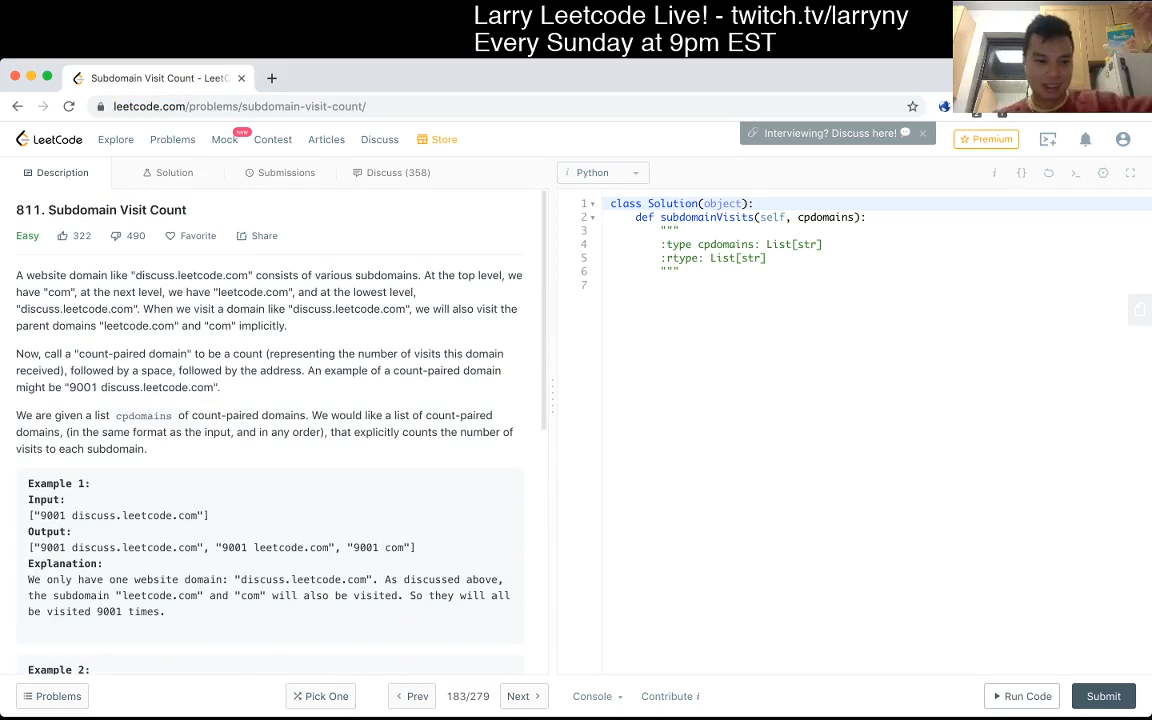 Larry Leetcode Live! - twitch.tv/larryny
Every Sunday at 9pm EST
Subdomain Visit Count - LeetC
leetcode.com/problems/subdomain-visit-count/
LeetCode
Explore
Problems
Mock
new
Contest
Articles
Discuss
Store
Interviewing? Discuss here!
Premium
Description
Solution
Submissions
Discuss (358)
Python
811. Subdomain Visit Count
Easy
322
490
Favorite
Share
A website domain like "discuss.leetcode.com" consists of various subdomains. At the top level, we
have "com", at the next level, we have "leetcode.com", and at the lowest level,
"discuss.leetcode.com". When we visit a domain like "discuss.leetcode.com", we will also visit the
parent domains "leetcode.com" and "com" implicitly.
Now, call a "count-paired domain" to be a count (representing the number of visits this domain
received), followed by a space, followed by the address. An example of a count-paired domain
might be "9001 discuss.leetcode.com".
We are given a list cpdomains of count-paired domains. We would like a list of count-paired
domains, (in the same format as the input, and in any order), that explicitly counts the number of
visits to each subdomain.
Example 1:
Input:
["9001 discuss.leetcode.com"]
Output:
["9001 discuss.leetcode.com", "9001 leetcode.com", "9001 com"]
Explanation:
We only have one website domain: "discuss.leetcode.com". As discussed above,
the subdomain "leetcode.com" and "com" will also be visited. So they will all
be visited 9001 times.
Example 2:
1 class Solution(object):
2 def subdomainVisits(self, cpdomains):
3 """
4 :type cpdomains: List[str]
5 :rtype: List[str]
6 """
7
Problems
Pick One
Prev
183/279
Next
Console
Contribute i
Run Code
Submit